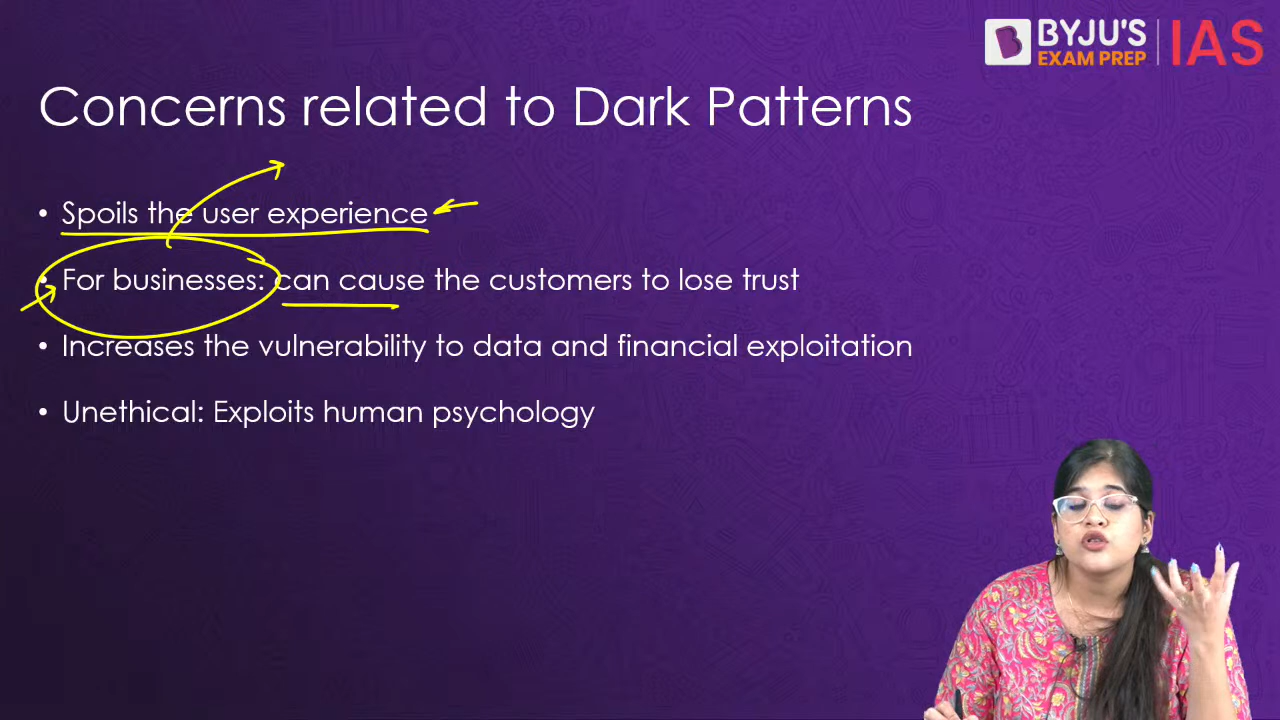 BYJU'S
EXAM PREP
IAS
Concerns related to Dark Patterns
• Spoils the user experience
• For businesses: can cause the customers to lose trust
• Increases the vulnerability to data and financial exploitation
• Unethical: Exploits human psychology